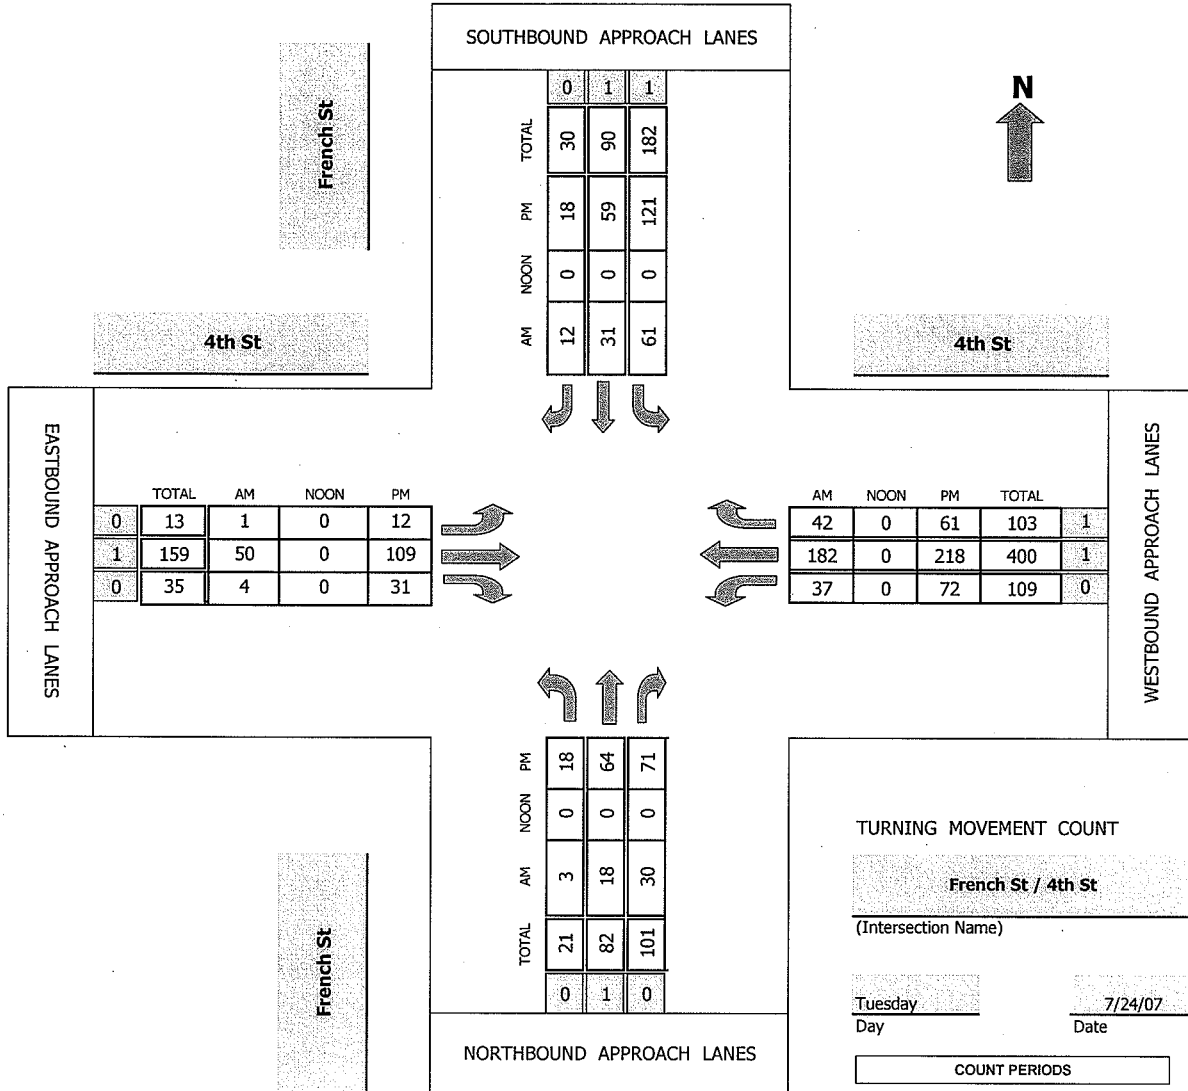 SOUTHBOUND APPROACH LANES
0 1 1
TOTAL 30 90 182
PM 18 59 121
NOON 0 0 0
AM 12 31 61
N
French St
4th St
4th St
EASTBOUND APPROACH LANES
TOTAL AM NOON PM
0 13 1 0 12
1 159 50 0 109
0 35 4 0 31
AM NOON PM TOTAL
42 0 61 103 1
182 0 218 400 1
37 0 72 109 0
WESTBOUND APPROACH LANES
PM 18 64 71
NOON 0 0 0
AM 3 18 30
TOTAL 21 82 101
0 1 0
NORTHBOUND APPROACH LANES
French St
TURNING MOVEMENT COUNT
French St / 4th St
(Intersection Name)
Tuesday 7/24/07
Day Date
COUNT PERIODS